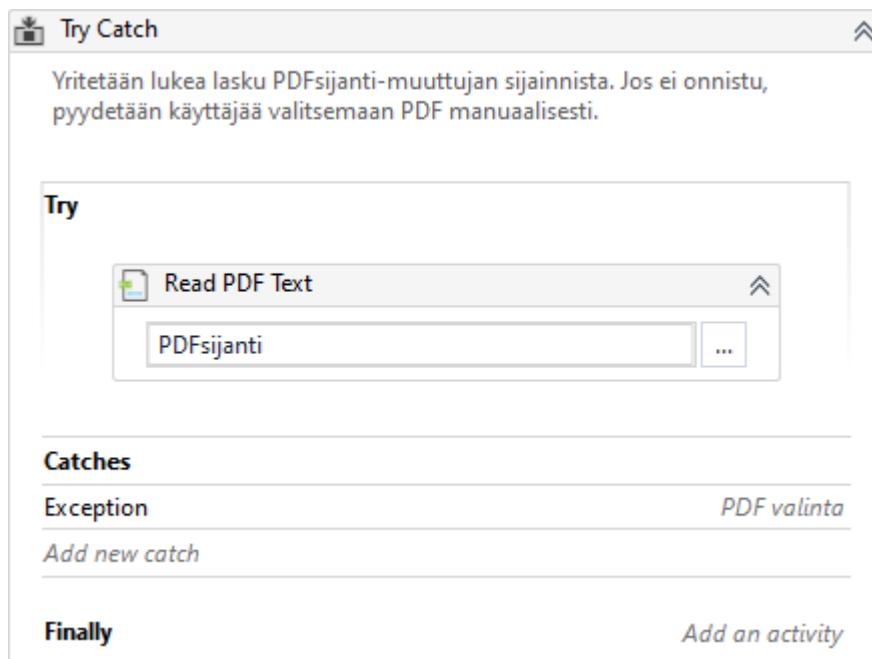 Try Catch
Yritetään lukea lasku PDFsijanti-muuttujan sijainnista. Jos ei onnistu,
pyydetään käyttäjää valitsemaan PDF manuaalisesti.
Try
Read PDF Text
PDFsijanti
...
Catches
Exception PDF valinta
Add new catch
Finally Add an activity